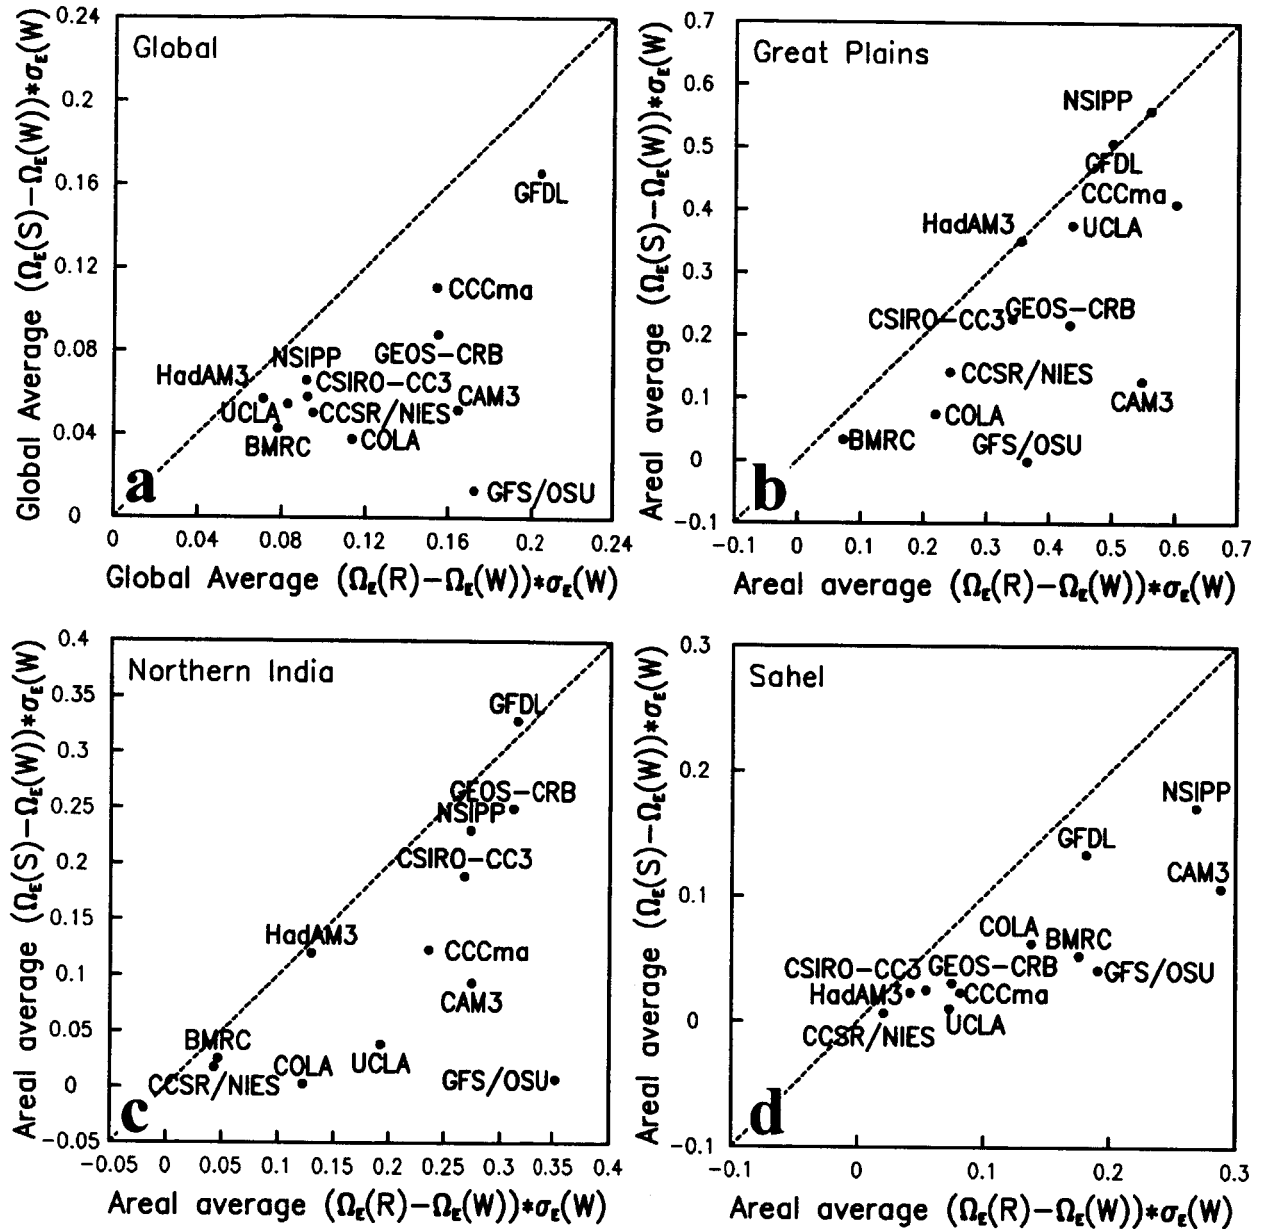 Global
Global Average (Ω_E(S)−Ω_E(W))*σ_E(W)
0.24
0.2
0.16
0.12
0.08
0.04
0
GFDL
CCCma
GEOS−CRB
NSIPP
HadAM3
CSIRO−CC3
CAM3
UCLA
CCSR/NIES
BMRC
COLA
GFS/OSU
a
0 0.04 0.08 0.12 0.16 0.2 0.24
Global Average (Ω_E(R)−Ω_E(W))*σ_E(W)
Great Plains
Areal average (Ω_E(S)−Ω_E(W))*σ_E(W)
0.7
0.6
0.5
0.4
0.3
0.2
0.1
0
−0.1
NSIPP
GFDL
CCCma
HadAM3
UCLA
CSIRO−CC3
GEOS−CRB
CCSR/NIES
CAM3
COLA
BMRC
GFS/OSU
b
−0.1 0 0.1 0.2 0.3 0.4 0.5 0.6 0.7
Areal average (Ω_E(R)−Ω_E(W))*σ_E(W)
Northern India
Areal average (Ω_E(S)−Ω_E(W))*σ_E(W)
0.4
0.35
0.3
0.25
0.2
0.15
0.1
0.05
0
−0.05
GFDL
GEOS−CRB
NSIPP
CSIRO−CC3
HadAM3
CCCma
CAM3
BMRC
UCLA
COLA
CCSR/NIES
GFS/OSU
c
−0.05 0 0.05 0.1 0.15 0.2 0.25 0.3 0.35 0.4
Areal average (Ω_E(R)−Ω_E(W))*σ_E(W)
Sahel
Areal average (Ω_E(S)−Ω_E(W))*σ_E(W)
0.3
0.2
0.1
0
−0.1
NSIPP
GFDL
CAM3
COLA
BMRC
CSIRO−CC3
GEOS−CRB
GFS/OSU
HadAM3
CCCma
UCLA
CCSR/NIES
d
−0.1 0 0.1 0.2 0.3
Areal average (Ω_E(R)−Ω_E(W))*σ_E(W)